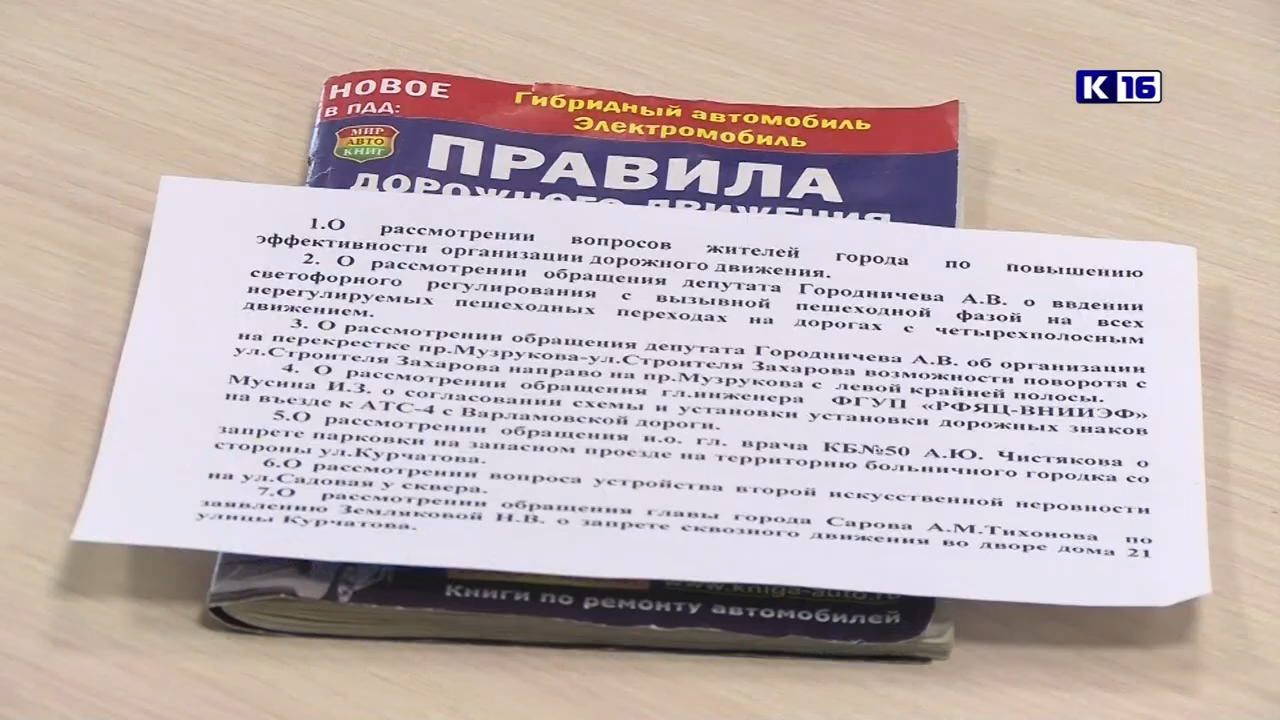 К 16
НОВОЕ
В ПДД:
Гибридный автомобиль
Электромобиль
МИР
АВТО
КНИГ
ПРАВИЛА
ДОРОЖНОГО ДВИЖЕНИЯ
1.О рассмотрении вопросов жителей города по повышению
эффективности организации дорожного движения.
2. О рассмотрении обращения депутата Городничева А.В. о ввдении
светофорного регулирования с вызывной пешеходной фазой на всех
нерегулируемых пешеходных переходах на дорогах с четырехполосным
движением.
3. О рассмотрении обращения депутата Городничева А.В. об организации
на перекрестке пр.Музрукова-ул.Строителя Захарова возможности поворота с
ул.Строителя Захарова направо на пр.Музрукова с левой крайней полосы.
4. О рассмотрении обращения гл.инженера ФГУП «РФЯЦ-ВНИИЭФ»
Мусина И.З. о согласовании схемы и установки установки дорожных знаков
на въезде к АТС-4 с Варламовской дороги.
5.О рассмотрении обращения и.о. гл. врача КБ№50 А.Ю. Чистякова о
запрете парковки на запасном проезде на территорию больничного городка со
стороны ул.Курчатова.
6.О рассмотрении вопроса устройства второй искусственной неровности
на ул.Садовая у сквера.
7.О рассмотрении обращения главы города Сарова А.М.Тихонова по
заявлению Земляковой Н.В. о запрете сквозного движения во дворе дома 21
улицы Курчатова.
www.kniga-auto.ru
Книги по ремонту автомобилей